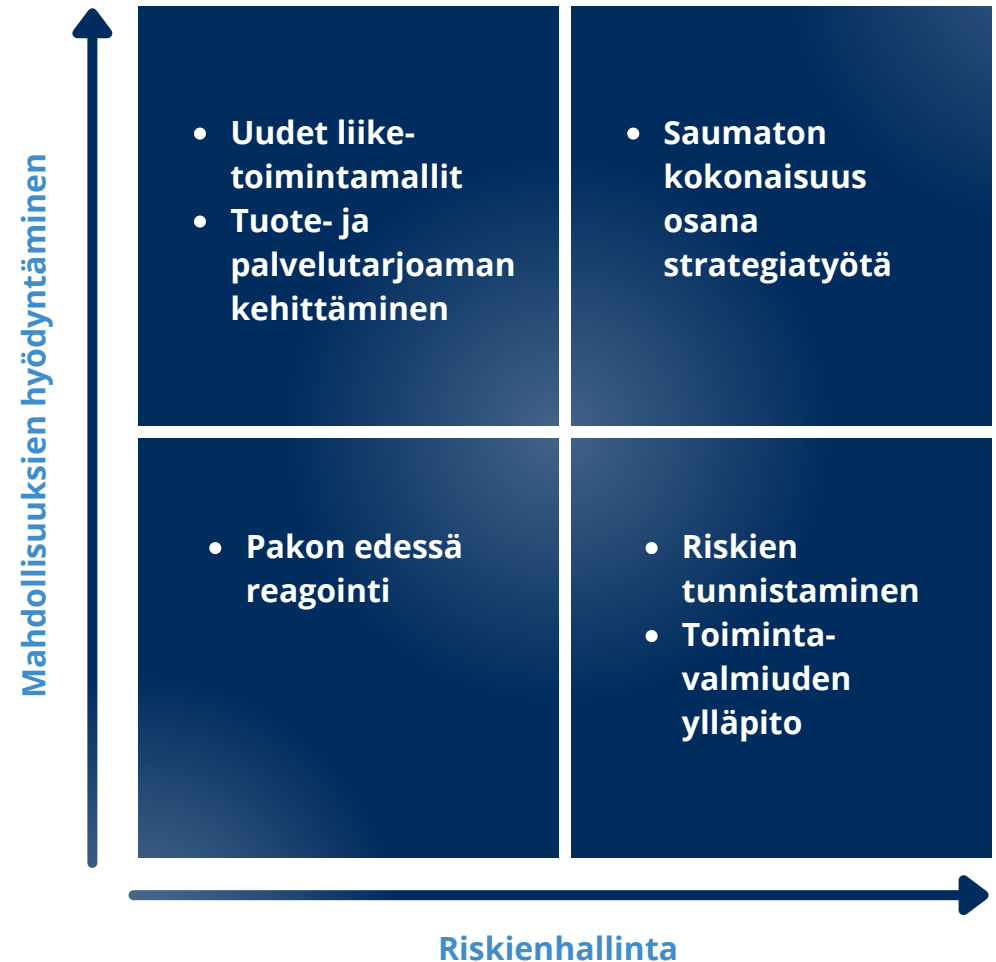 Mahdollisuuksien hyödyntäminen
• Uudet liike-
toimintamallit
• Tuote- ja
palvelutarjoaman
kehittäminen
• Saumaton
kokonaisuus
osana
strategiatyötä
• Pakon edessä
reagointi
• Riskien
tunnistaminen
• Toiminta-
valmiuden
ylläpito
Riskienhallinta